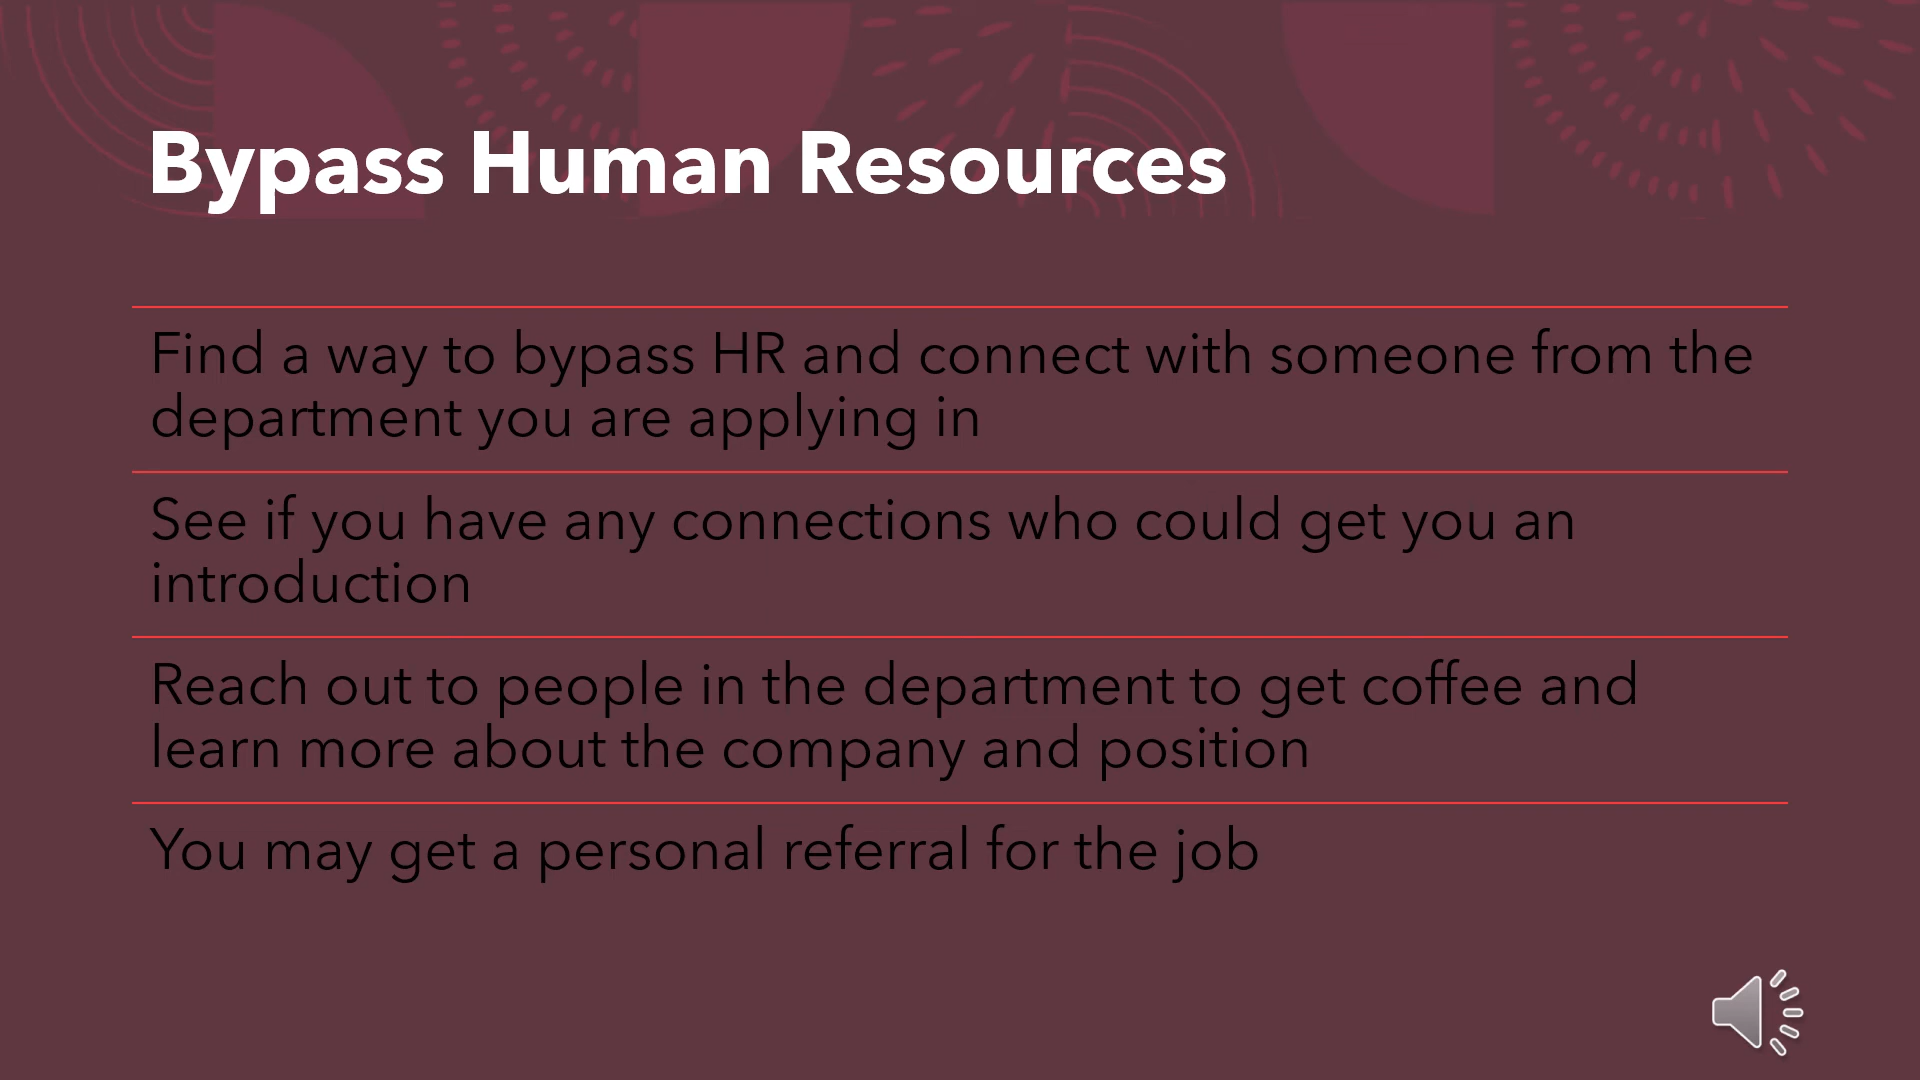 Bypass Human Resources
Find a way to bypass HR and connect with someone from the
department you are applying in
See if you have any connections who could get you an
introduction
Reach out to people in the department to get coffee and
learn more about the company and position
You may get a personal referral for the job